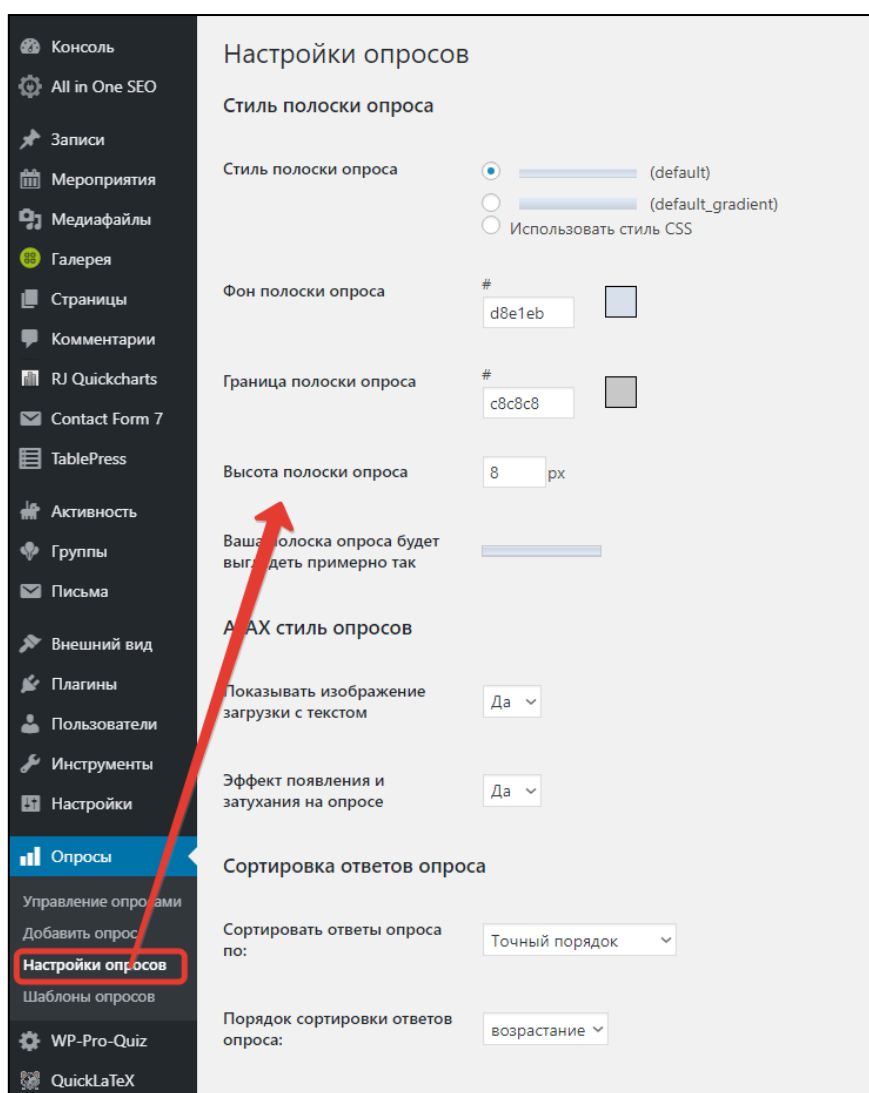 Консоль
All in One SEO
Записи
Мероприятия
Медиафайлы
Галерея
Страницы
Комментарии
RJ Quickcharts
Contact Form 7
TablePress
Активность
Группы
Письма
Внешний вид
Плагины
Пользователи
Инструменты
Настройки
Опросы
Управление опросами
Добавить опрос
Настройки опросов
Шаблоны опросов
WP-Pro-Quiz
QuickLaTeX
Настройки опросов
Стиль полоски опроса
Стиль полоски опроса
(default)
(default_gradient)
Использовать стиль CSS
Фон полоски опроса
#
d8e1eb
Граница полоски опроса
#
c8c8c8
Высота полоски опроса
8 px
Ваша полоска опроса будет
выглядеть примерно так
AJAX стиль опросов
Показывать изображение
загрузки с текстом
Да
Эффект появления и
затухания на опросе
Да
Сортировка ответов опроса
Сортировать ответы опроса
по:
Точный порядок
Порядок сортировки ответов
опроса:
возрастание